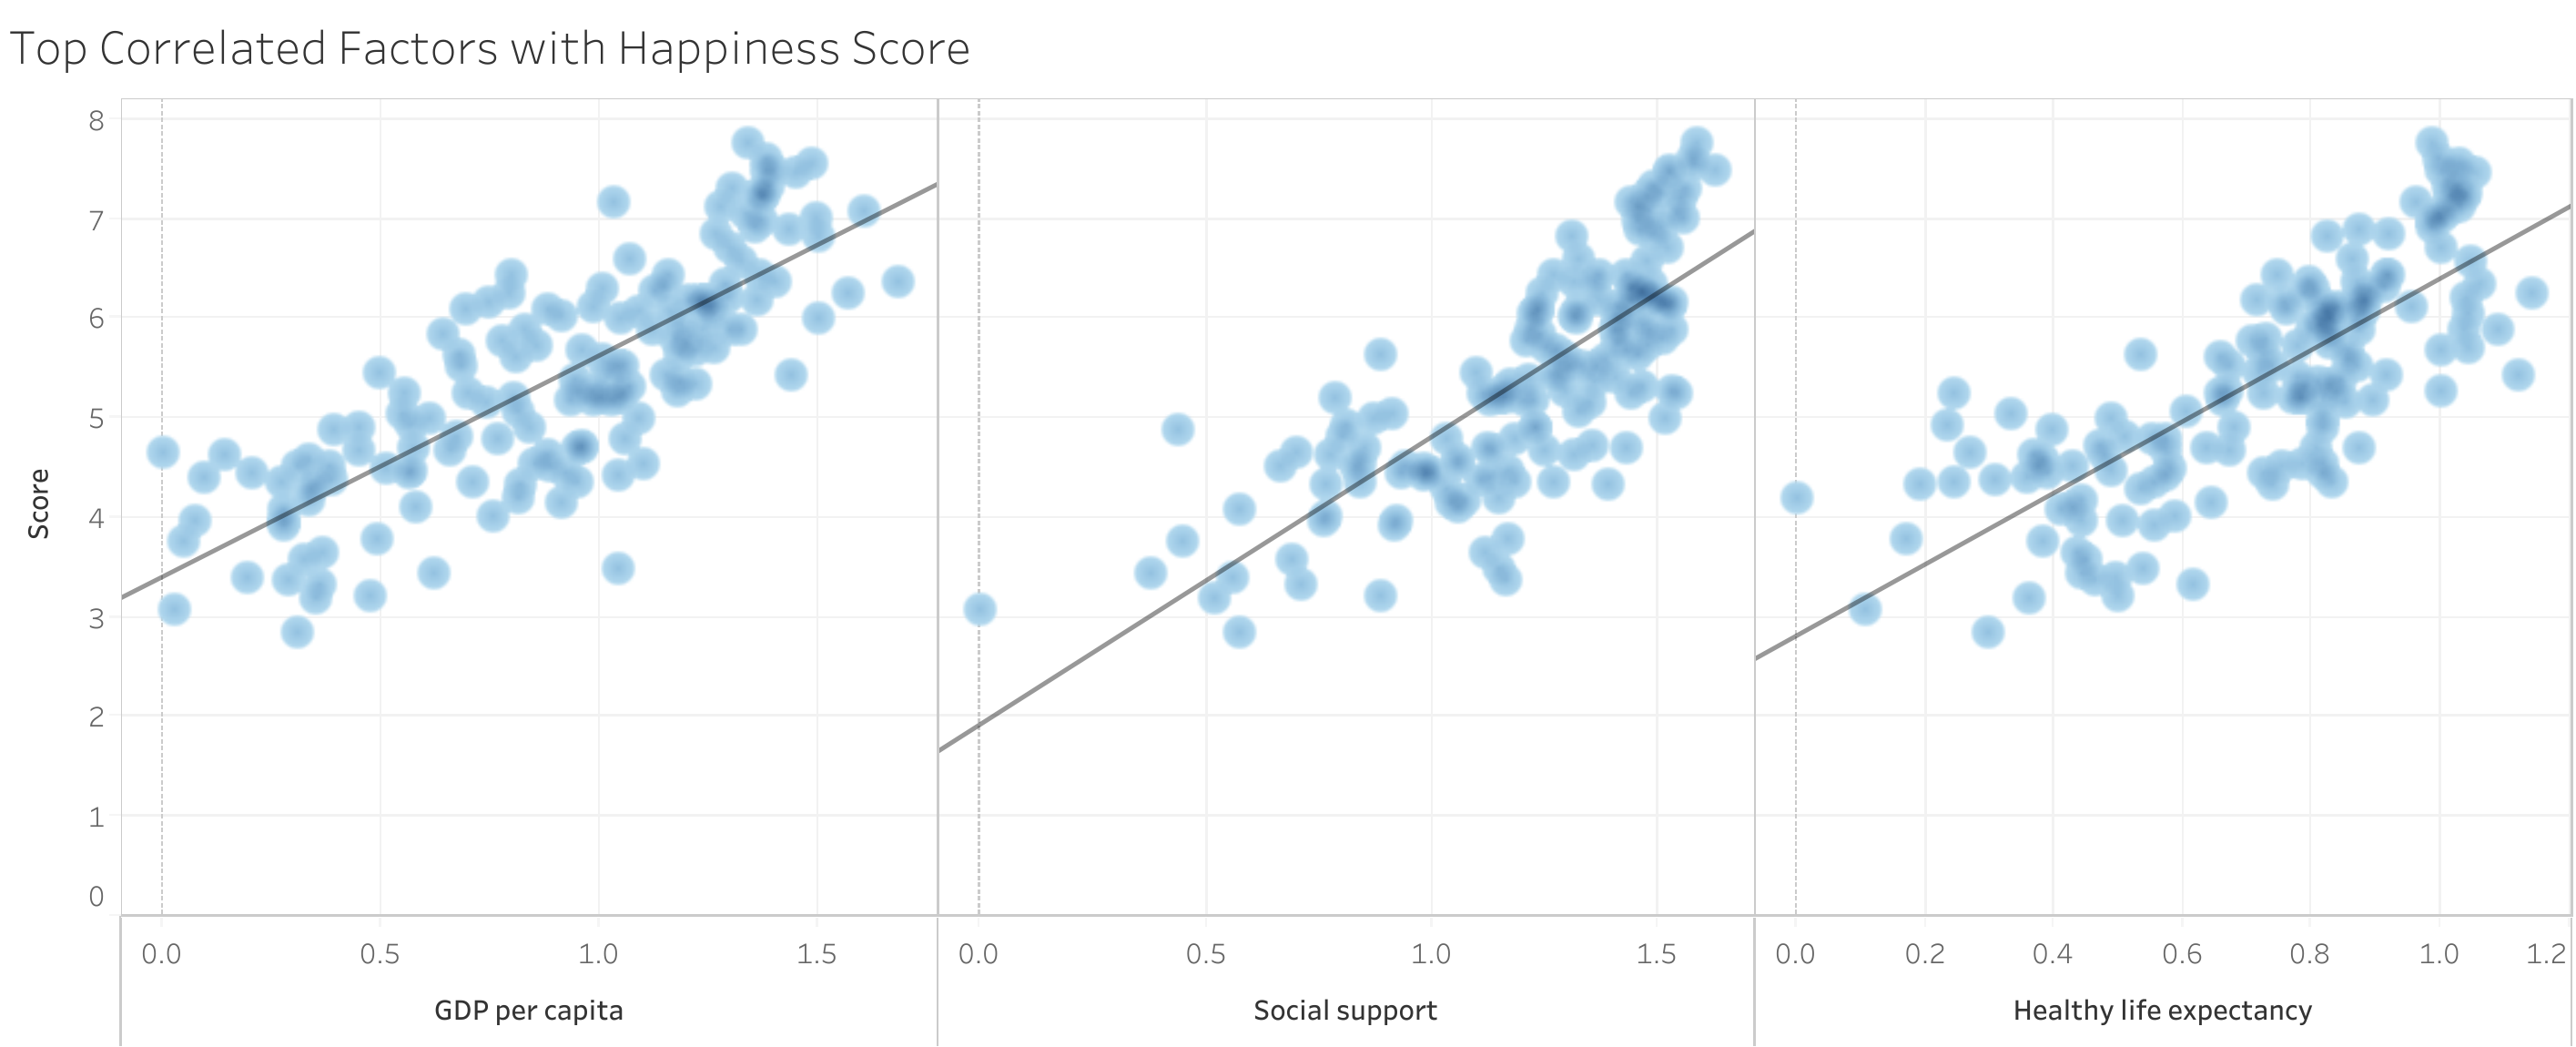 Top Correlated Factors with Happiness Score
8
7
6
5
4
3
2
1
0
Score
0.0 0.5 1.0 1.5 0.0 0.5 1.0 1.5 0.0 0.2 0.4 0.6 0.8 1.0 1.2
GDP per capita Social support Healthy life expectancy